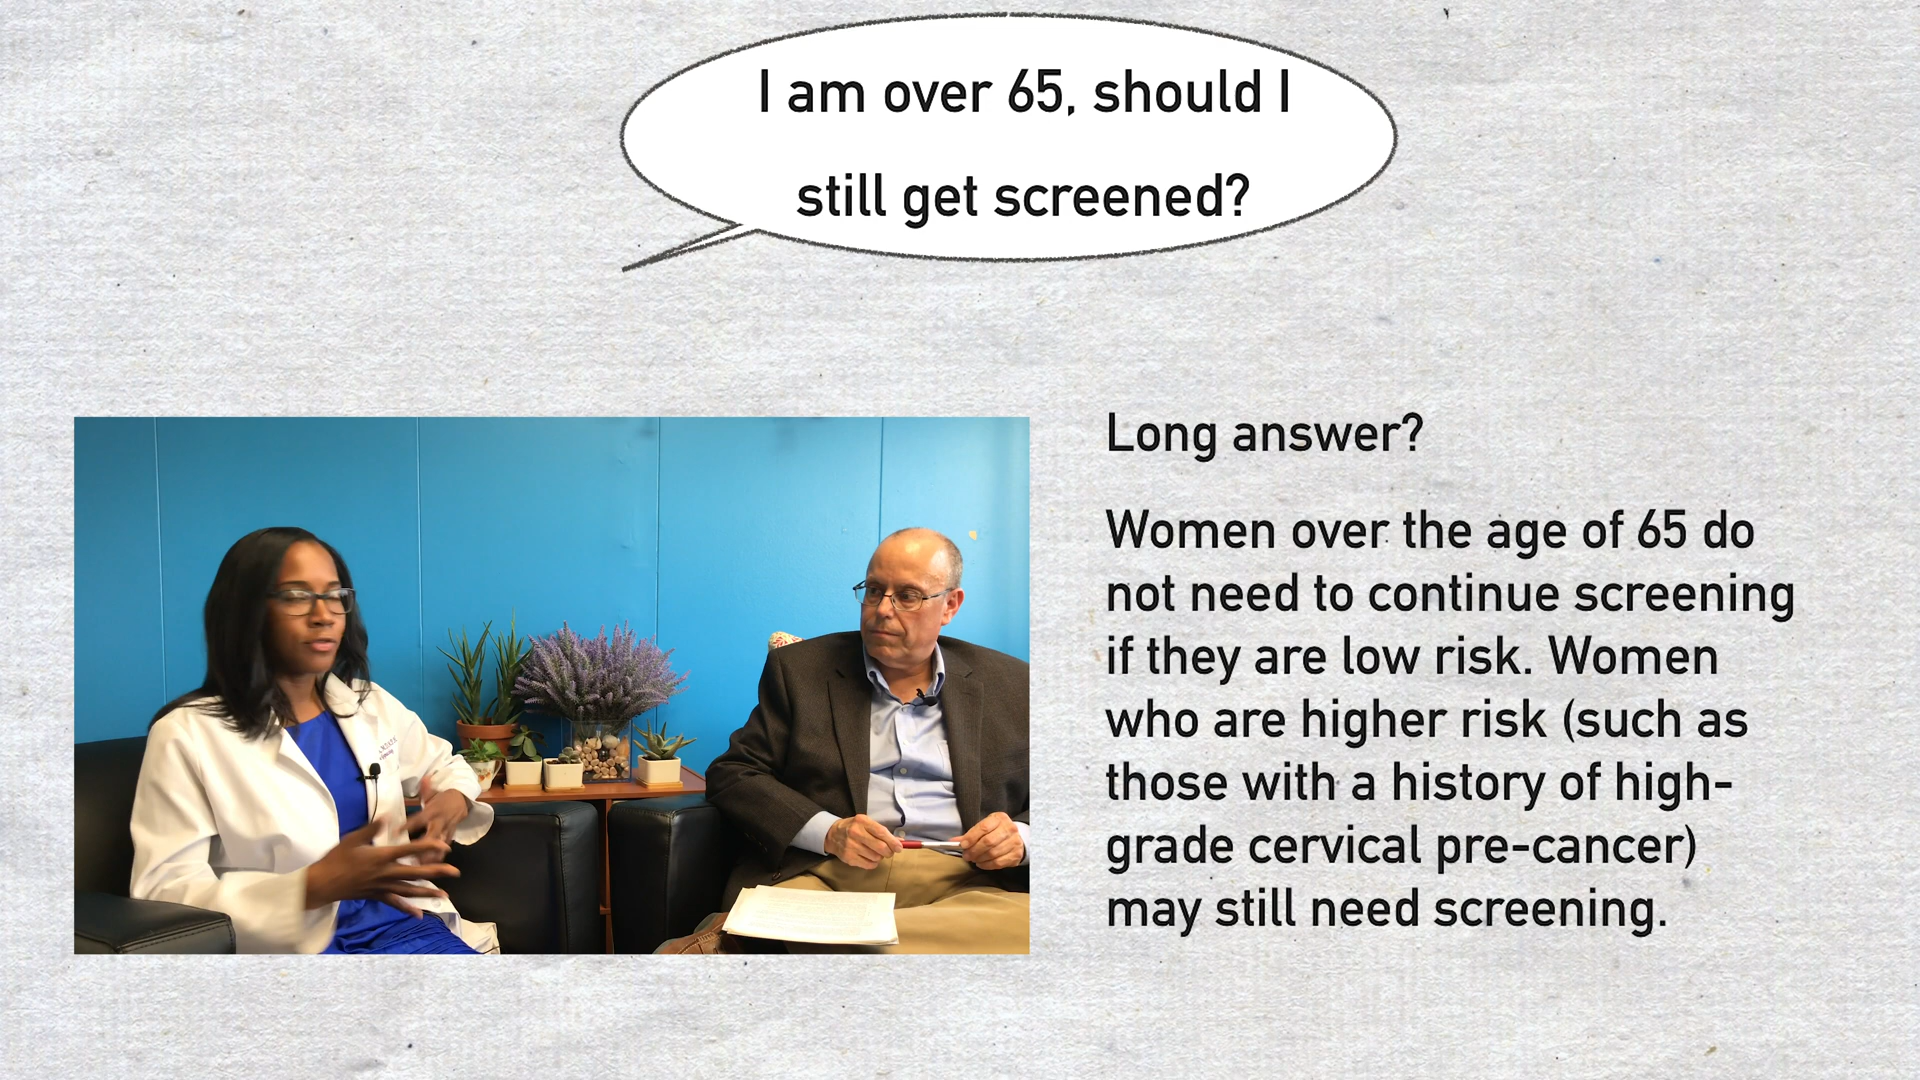 I am over 65, should I
still get screened?
Long answer?
Women over the age of 65 do
not need to continue screening
if they are low risk. Women
who are higher risk (such as
those with a history of high-
grade cervical pre-cancer)
may still need screening.